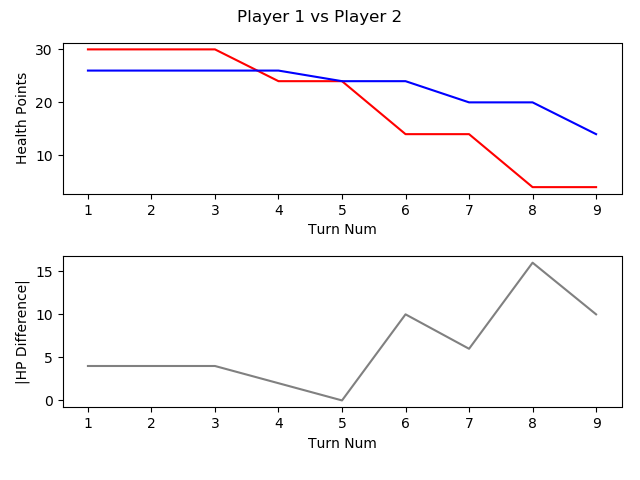 Player 1 vs Player 2
30
20
10
Health Points
1 2 3 4 5 6 7 8 9
Turn Num
15
10
5
0
|HP Difference|
1 2 3 4 5 6 7 8 9
Turn Num